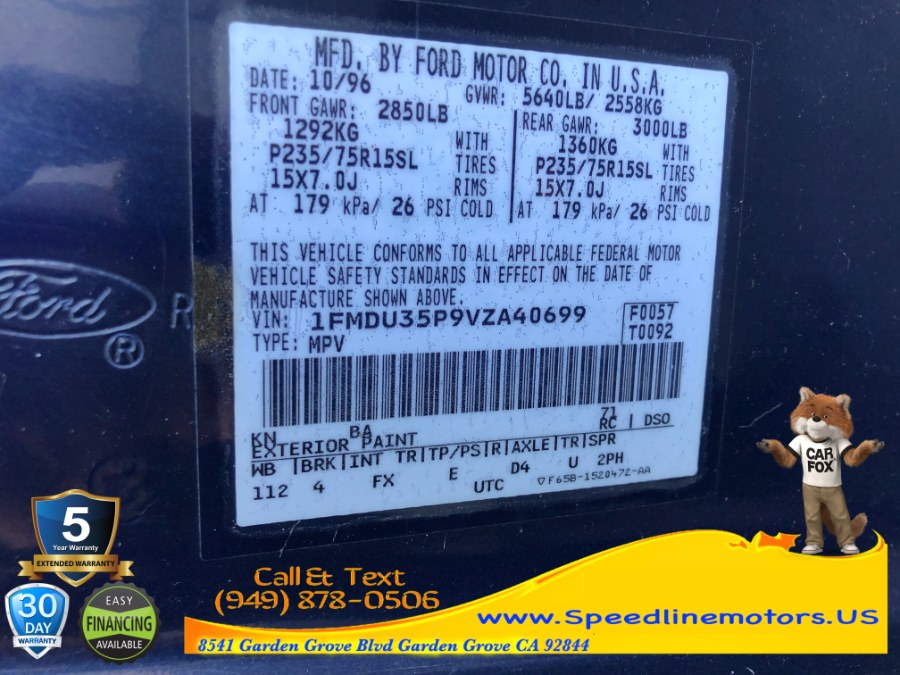 MFD. BY FORD MOTOR CO. IN U.S.A.
DATE: 10/96 GVWR: 5640LB/ 2558KG
FRONT GAWR: 2850LB REAR GAWR: 3000LB
1292KG WITH 1360KG WITH
P235/75R15SL TIRES P235/75R15SL TIRES
15X7.0J RIMS 15X7.0J RIMS
AT 179 kPa/ 26 PSI COLD AT 179 kPa/ 26 PSI COLD
THIS VEHICLE CONFORMS TO ALL APPLICABLE FEDERAL MOTOR
VEHICLE SAFETY STANDARDS IN EFFECT ON THE DATE OF
MANUFACTURE SHOWN ABOVE.
VIN: 1FMDU35P9VZA40699 F0057
TYPE: MPV T0092
KN BA 71
EXTERIOR PAINT RC DSO
WB BRK INT TR TP/PS R AXLE TR SPR
112 4 FX E D4 U 2PH
UTC F65B-1520472-AA
Ford R
®
CAR
FOX
5
Year Warranty
EXTENDED WARRANTY
30
DAY
WARRANTY
EASY
FINANCING
AVAILABLE
Call & Text
(949) 878-0506
www.Speedlinemotors.US
8541 Garden Grove Blvd Garden Grove CA 92844